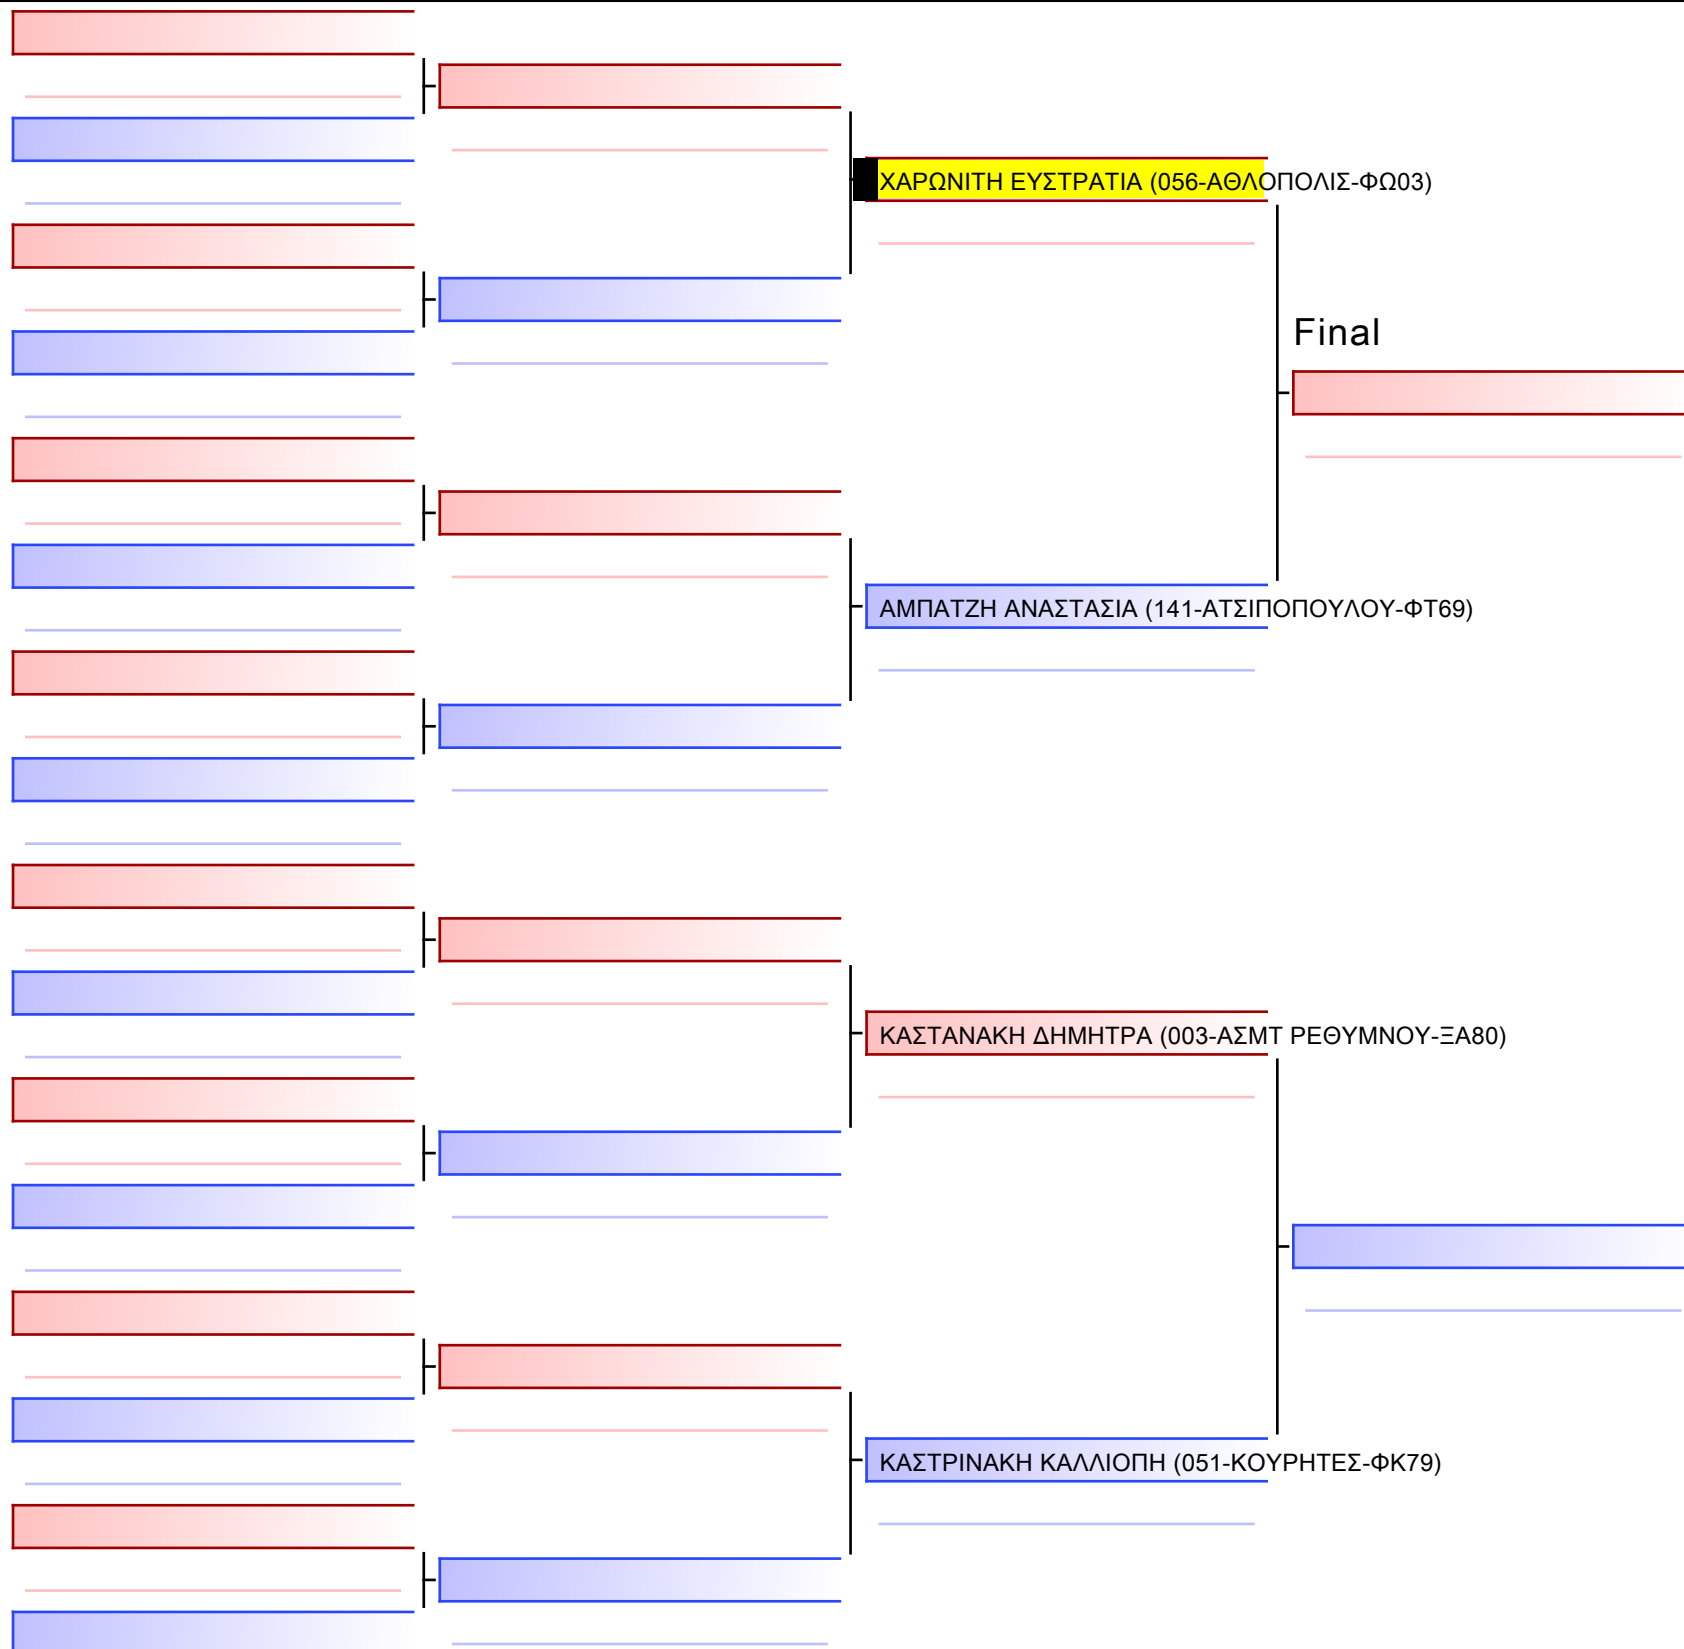 ΧΑΡΩΝΙΤΗ ΕΥΣΤΡΑΤΙΑ (056-ΑΘΛΟΠΟΛΙΣ-ΦΩ03)
Final
ΑΜΠΑΤΖΗ ΑΝΑΣΤΑΣΙΑ (141-ΑΤΣΙΠΟΠΟΥΛΟΥ-ΦΤ69)
ΚΑΣΤΑΝΑΚΗ ΔΗΜΗΤΡΑ (003-ΑΣΜΤ ΡΕΘΥΜΝΟΥ-ΞΑ80)
ΚΑΣΤΡΙΝΑΚΗ ΚΑΛΛΙΟΠΗ (051-ΚΟΥΡΗΤΕΣ-ΦΚ79)